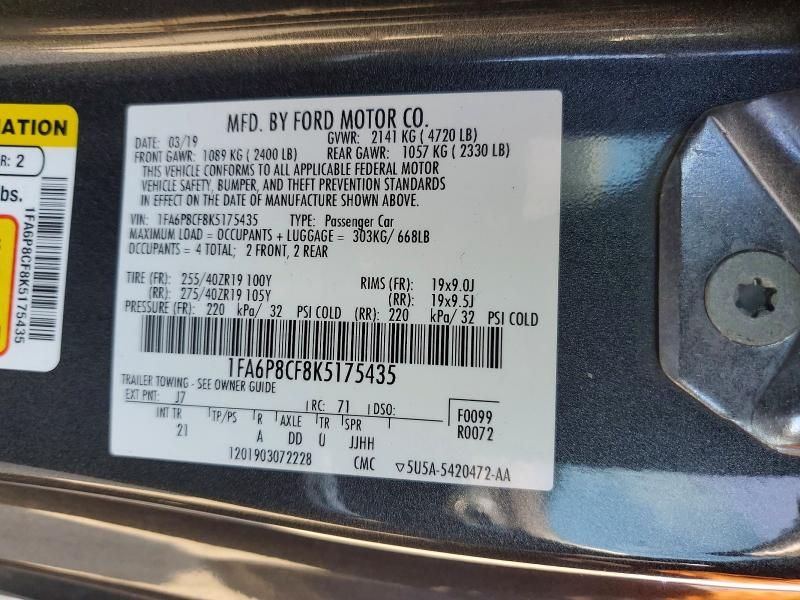 MATION
R: 2
bs.
1FA6P8CF8K5175435
MFD. BY FORD MOTOR CO.
DATE: 03/19 GVWR: 2141 KG ( 4720 LB)
FRONT GAWR: 1089 KG ( 2400 LB) REAR GAWR: 1057 KG ( 2330 LB)
THIS VEHICLE CONFORMS TO ALL APPLICABLE FEDERAL MOTOR
VEHICLE SAFETY, BUMPER, AND THEFT PREVENTION STANDARDS
IN EFFECT ON THE DATE OF MANUFACTURE SHOWN ABOVE.
VIN: 1FA6P8CF8K5175435 TYPE: Passenger Car
MAXIMUM LOAD = OCCUPANTS + LUGGAGE = 303KG/ 668LB
OCCUPANTS = 4 TOTAL; 2 FRONT, 2 REAR
TIRE (FR): 255/40ZR19 100Y RIMS (FR): 19x9.0J
(RR): 275/40ZR19 105Y (RR): 19x9.5J
PRESSURE (FR): 220 kPa/ 32 PSI COLD (RR): 220 kPa/ 32 PSI COLD
1FA6P8CF8K5175435
TRAILER TOWING - SEE OWNER GUIDE
EXT PNT: J7 RC: 71 DSO: F0099
INT TR TP/PS R AXLE TR SPR R0072
21 A DD U JJHH
1201903072228 CMC ▽5U5A-5420472-AA